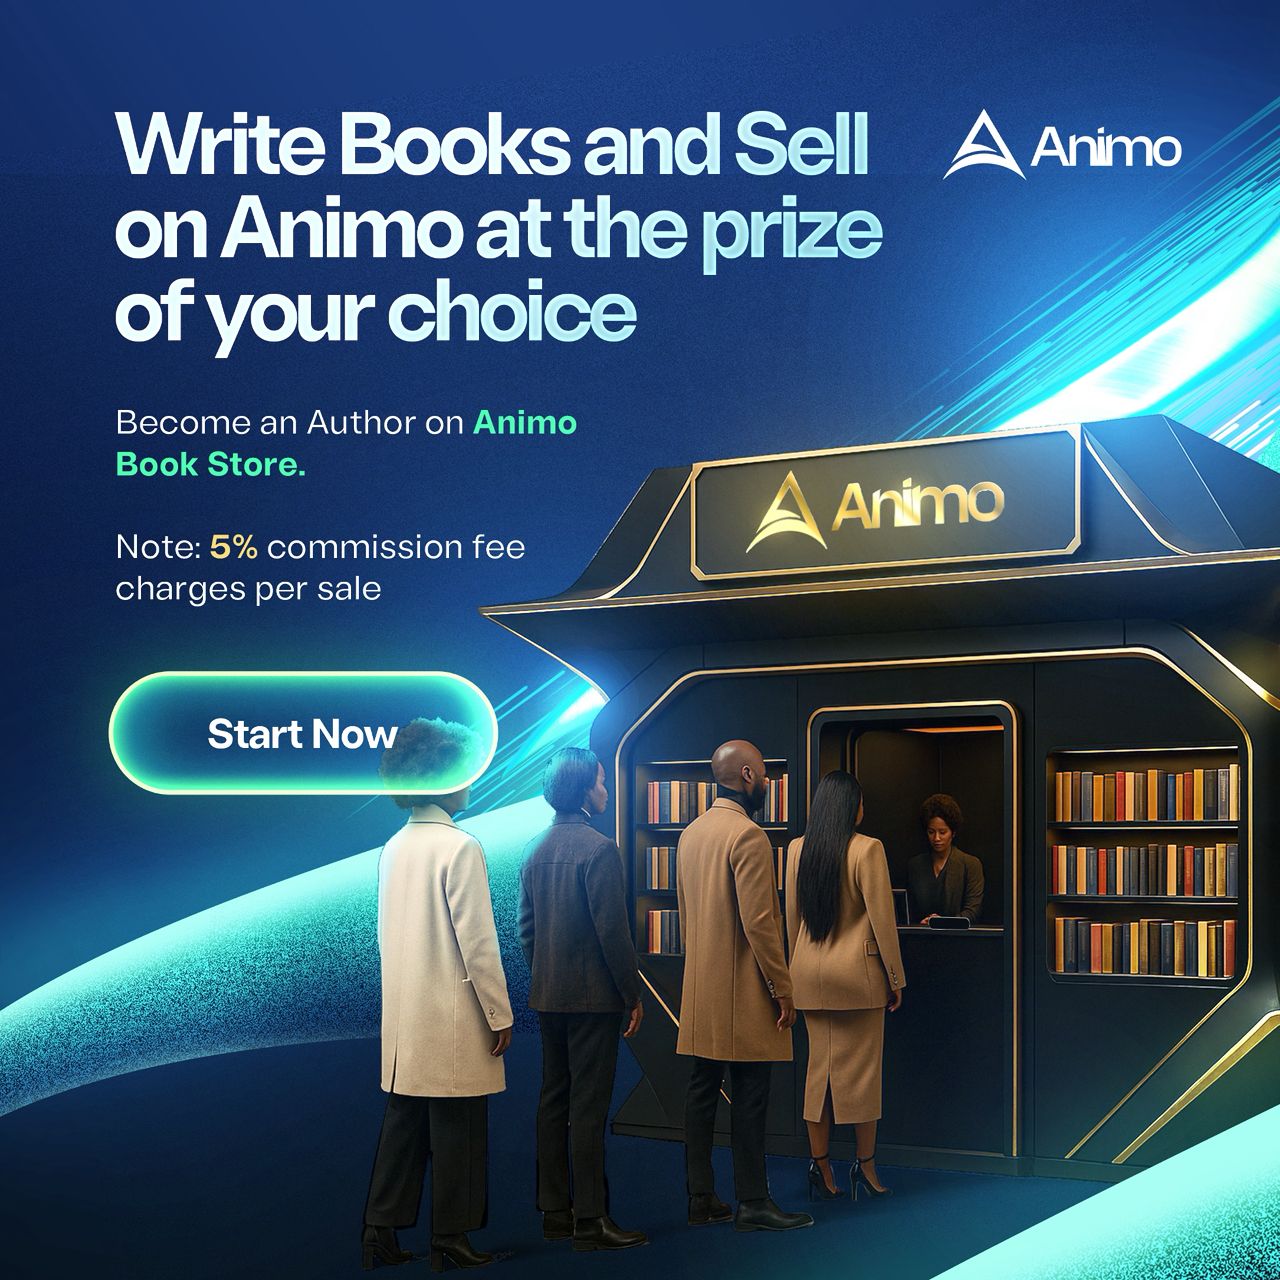 Write Books and Sell
on Animo at the prize
of your choice
Animo
Become an Author on Animo
Book Store.
Note: 5% commission fee
charges per sale
Start Now
Animo